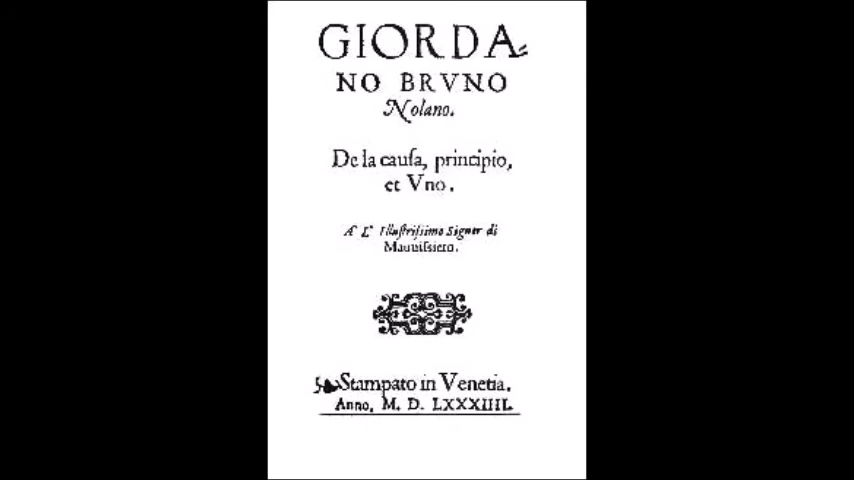 GIORDA-
NO BRVNO
Nolano.
De la cauſa, principio,
et Vno.
A L' Illuſtriſsimo Signor di
Mauuiſsiero.
Stampato in Venetia.
Anno. M. D. LXXXIIII.